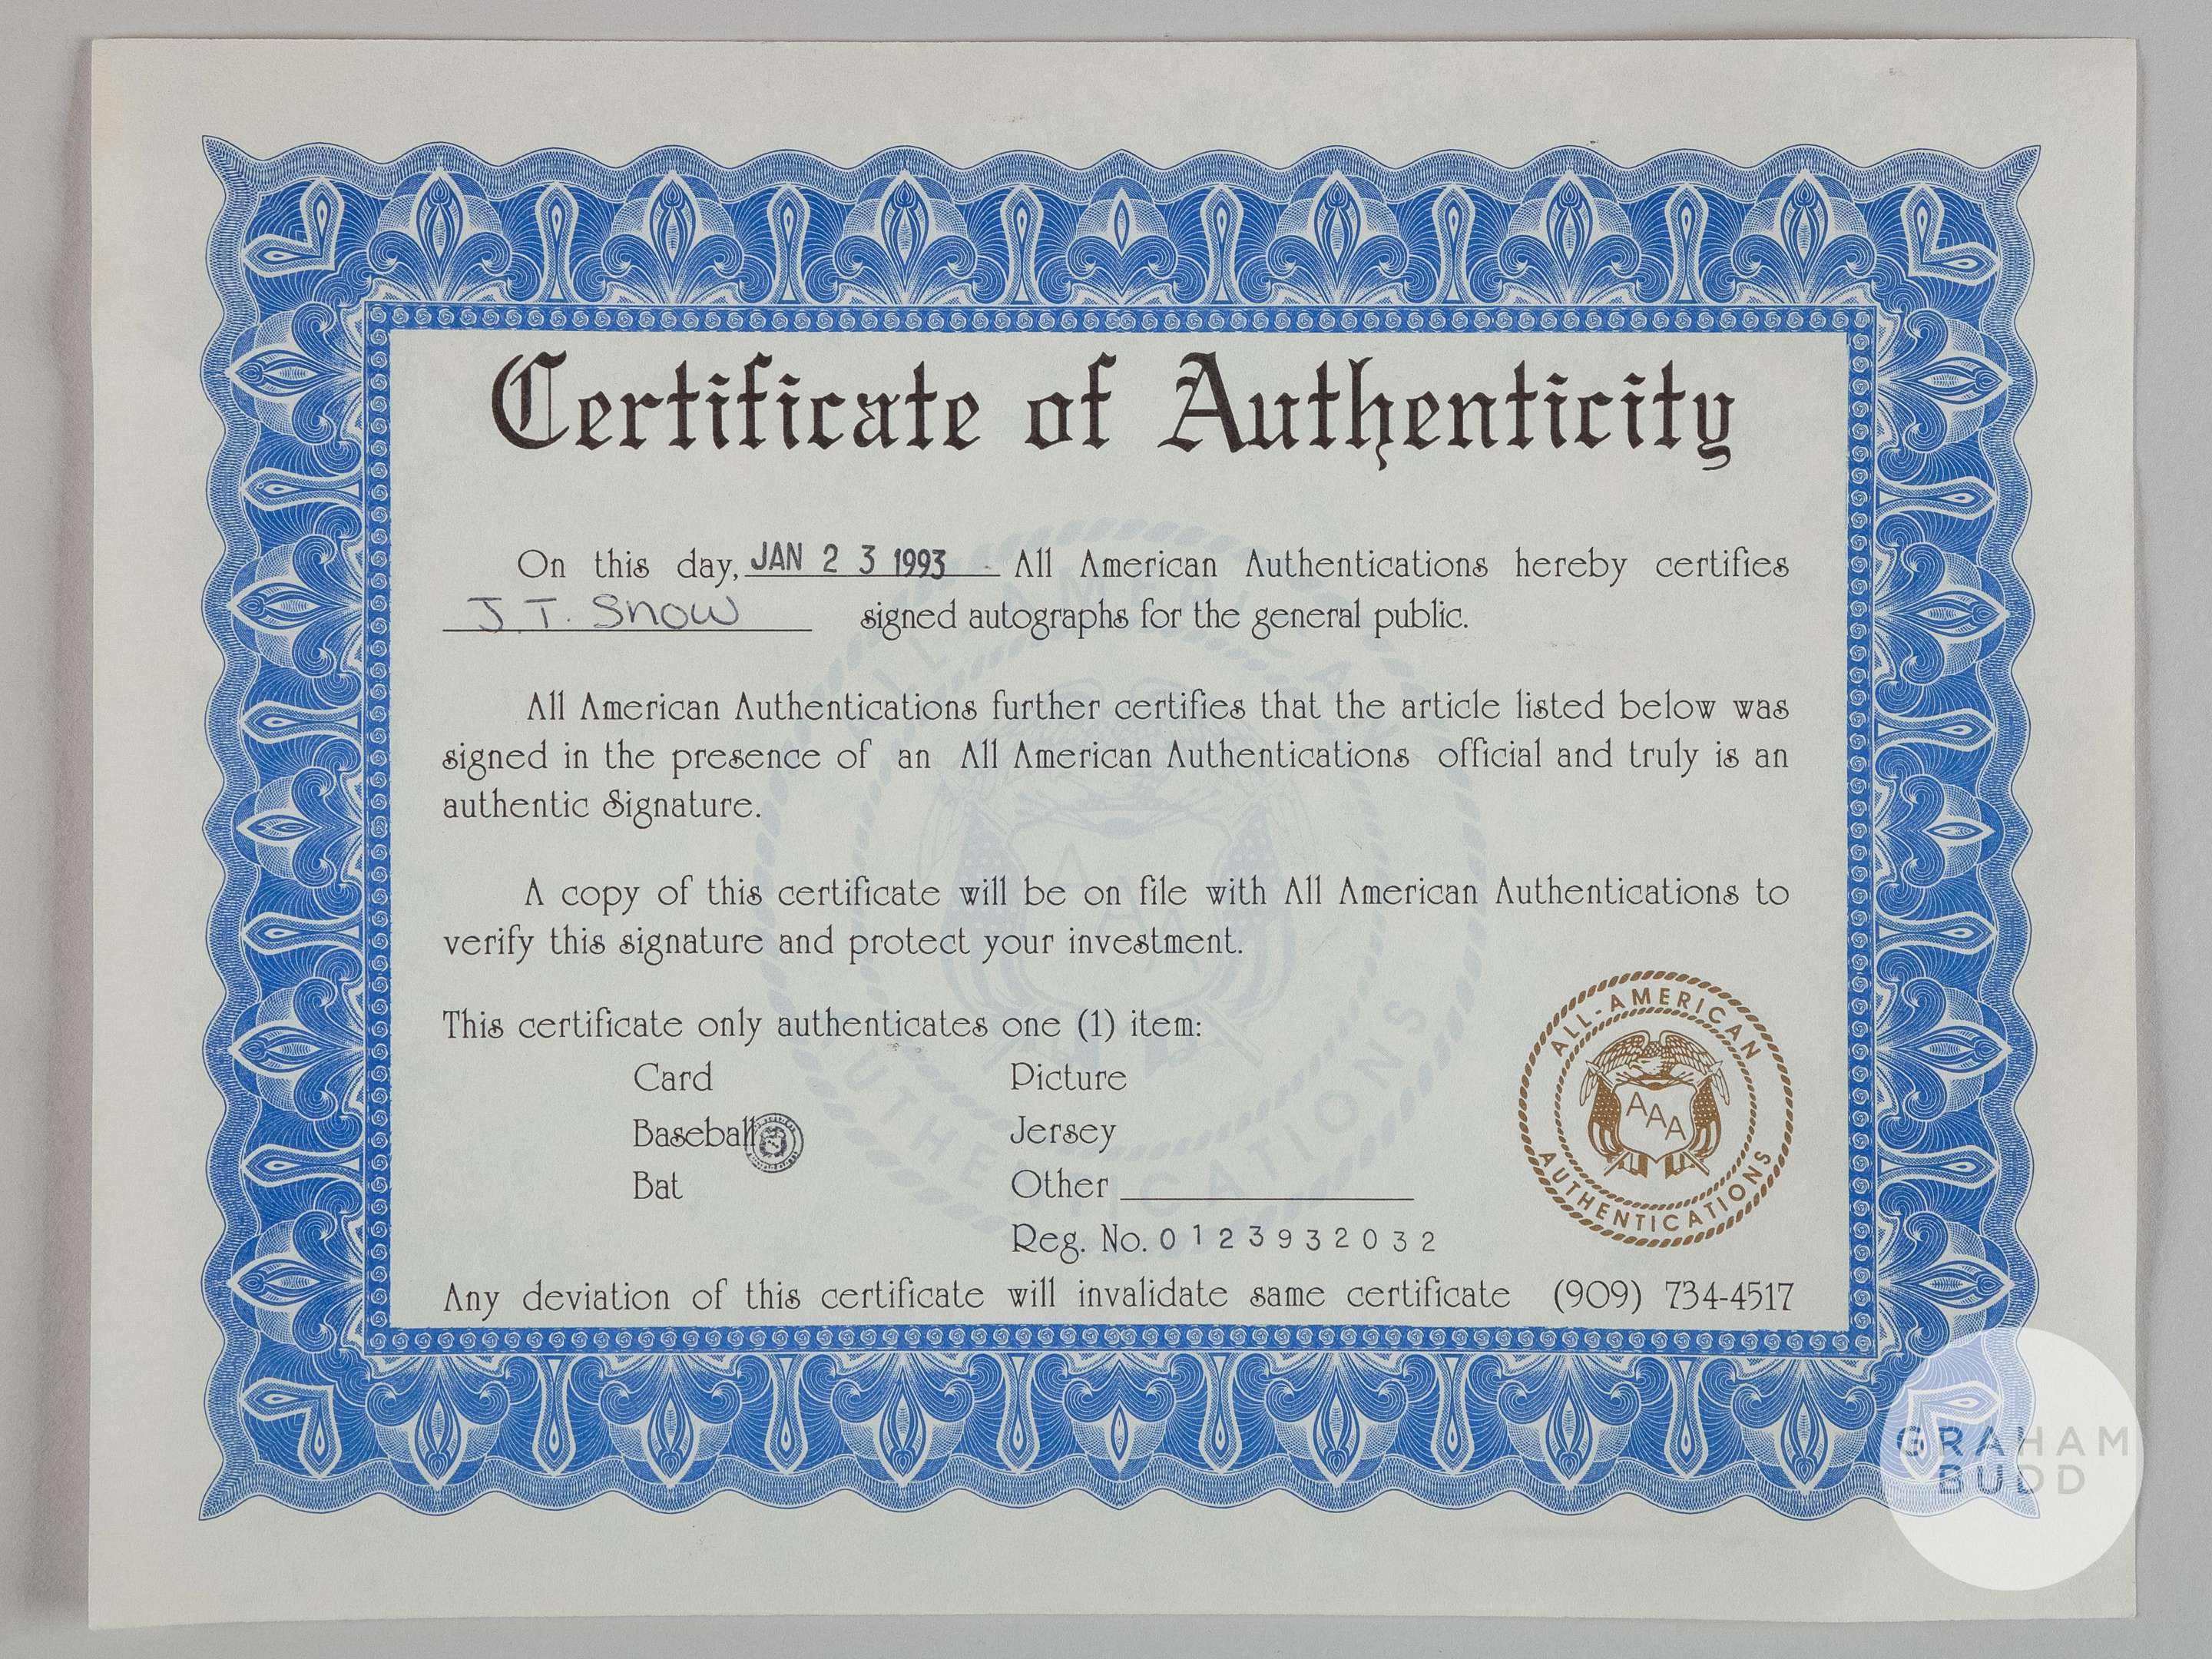 Certificate of Authenticity
On this day, JAN 23 1993 All American Authentications hereby certifies
J T. Snow signed autographs for the general public.
All American Authentications further certifies that the article listed below was
signed in the presence of an All American Authentications official and truly is an
authentic Signature.
A copy of this certificate will be on file with All American Authentications to
verify this signature and protect your investment.
This certificate only authenticates one (1) item:
Card Picture
Baseball Jersey
Bat Other
Reg. No. 0123932032
Any deviation of this certificate will invalidate same certificate (909) 734-4517
ALL-AMERICAN
AAA
AUTHENTICATIONS
ALL AMERICAN
AAA
AUTHENTICATIONS
GRAHAM
BUDD